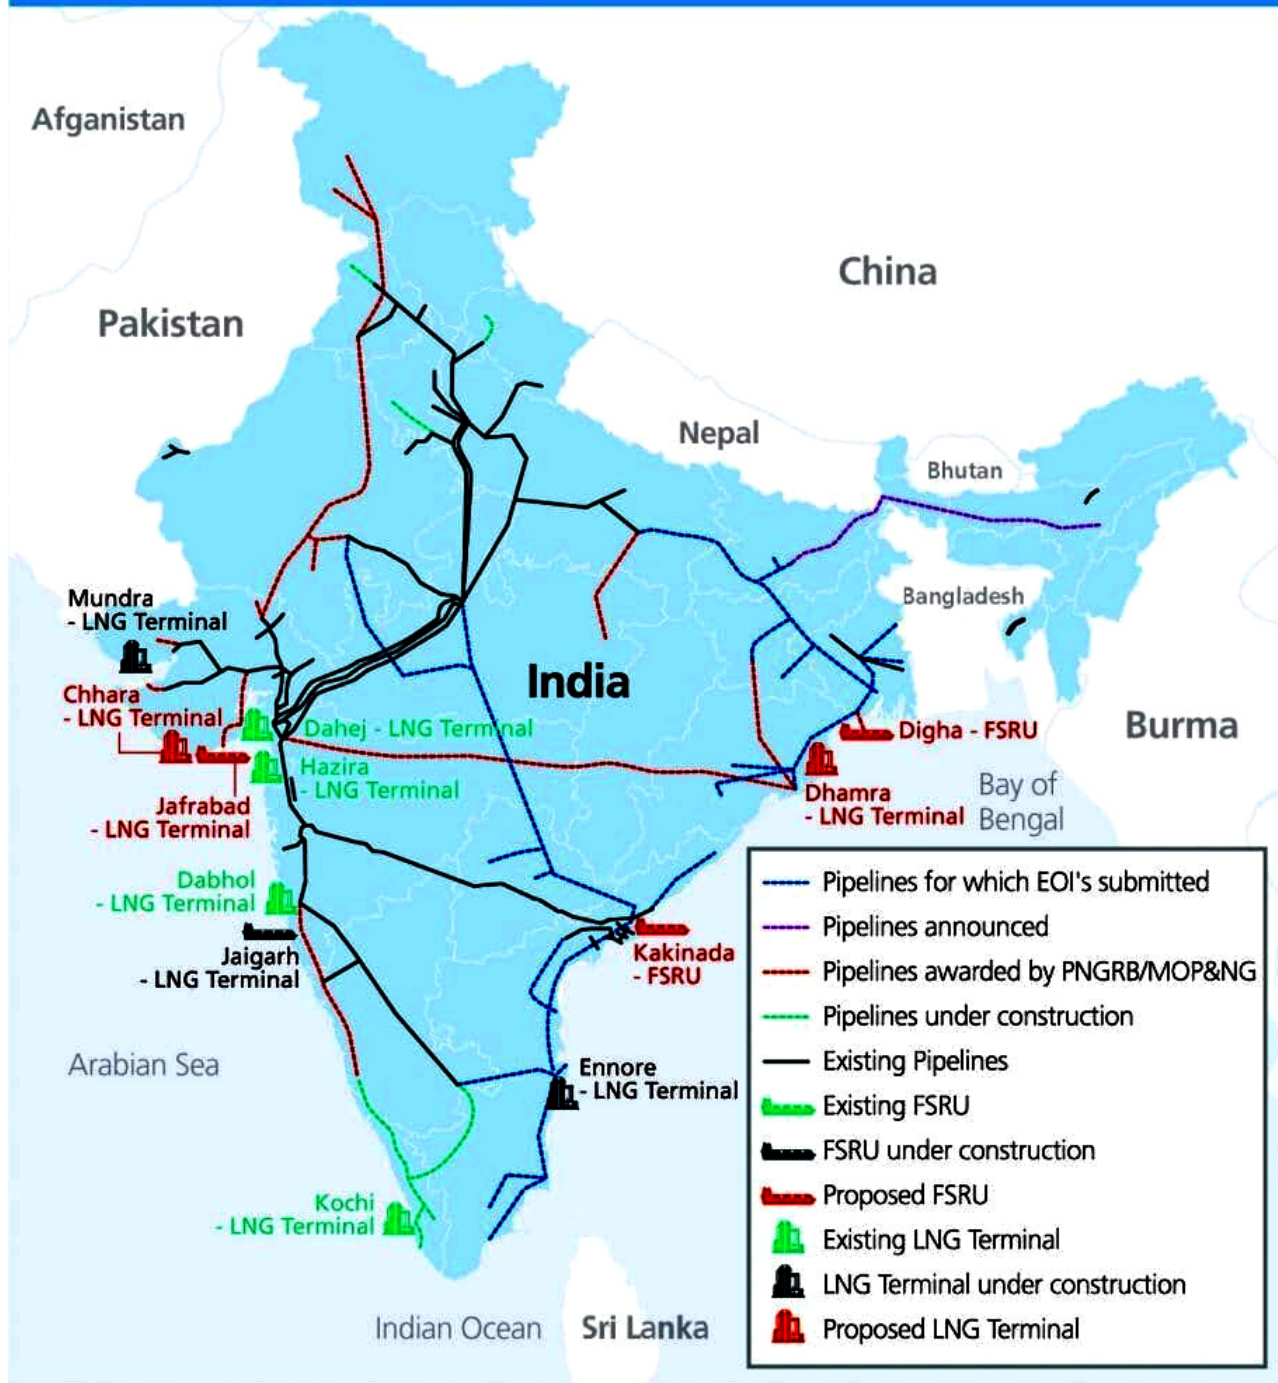 Afganistan
China
Pakistan
Nepal
Bhutan
Bangladesh
Mundra
- LNG Terminal
India
Chhara
- LNG Terminal
Burma
Dahej - LNG Terminal
Digha - FSRU
Hazira
- LNG Terminal
Jafrabad
- LNG Terminal
Dhamra
- LNG Terminal
Bay of
Bengal
Dabhol
- LNG Terminal
Jaigarh
- LNG Terminal
Kakinada
- FSRU
Arabian Sea
Ennore
- LNG Terminal
Kochi
- LNG Terminal
Indian Ocean
Sri Lanka
Pipelines for which EOI's submitted
Pipelines announced
Pipelines awarded by PNGRB/MOP&NG
Pipelines under construction
Existing Pipelines
Existing FSRU
FSRU under construction
Proposed FSRU
Existing LNG Terminal
LNG Terminal under construction
Proposed LNG Terminal